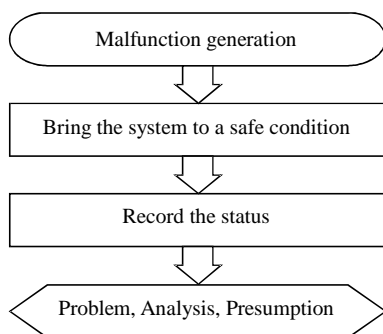 Malfunction generation
Bring the system to a safe condition
Record the status
Problem, Analysis, Presumption